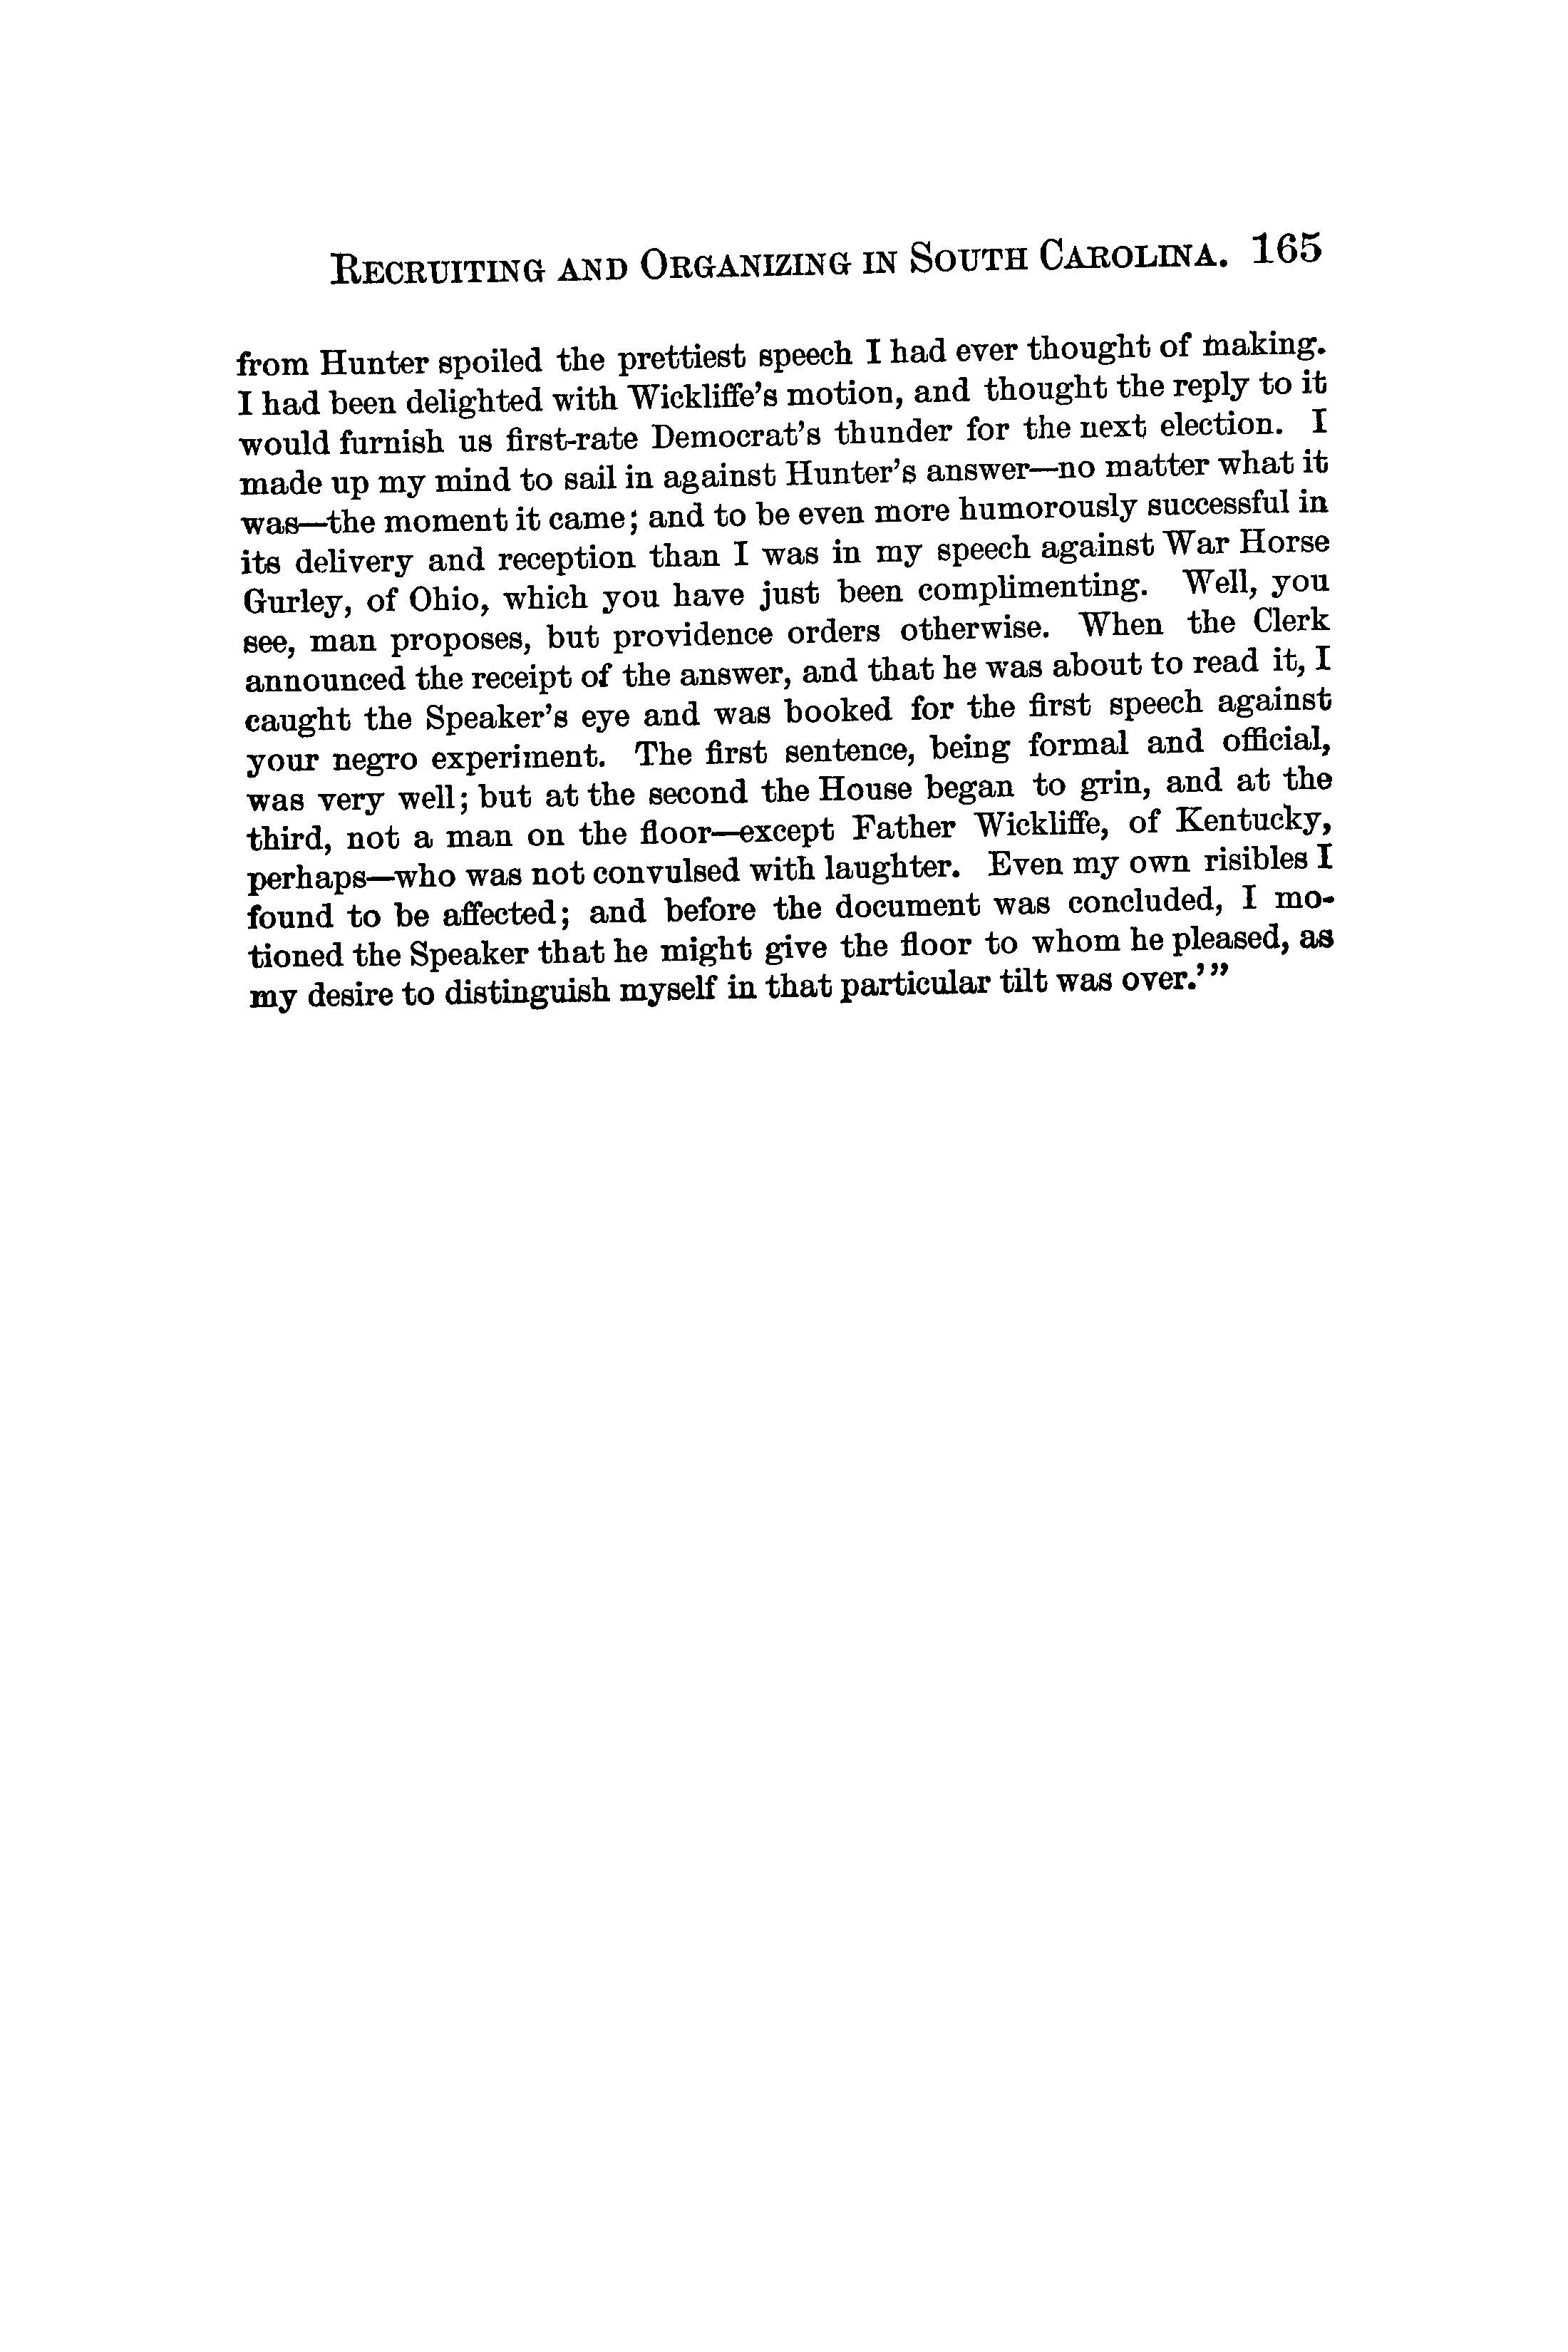 RECRUITING AND ORGANIZING IN SOUTH CAROLINA. 165
from Hunter spoiled the prettiest speech I had ever thought of making.
I had been delighted with Wickliffe's motion, and thought the reply to it
would furnish us first-rate Democrat's thunder for the next election. I
made up my mind to sail in against Hunter's answer—no matter what it
was—the moment it came; and to be even more humorously successful in
its delivery and reception than I was in my speech against War Horse
Gurley, of Ohio, which you have just been complimenting. Well, you
see, man proposes, but providence orders otherwise. When the Clerk
announced the receipt of the answer, and that he was about to read it, I
caught the Speaker's eye and was booked for the first speech against
your negro experiment. The first sentence, being formal and official,
was very well; but at the second the House began to grin, and at the
third, not a man on the floor—except Father Wickliffe, of Kentucky,
perhaps—who was not convulsed with laughter. Even my own risibles I
found to be affected; and before the document was concluded, I mo-
tioned the Speaker that he might give the floor to whom he pleased, as
my desire to distinguish myself in that particular tilt was over.'"